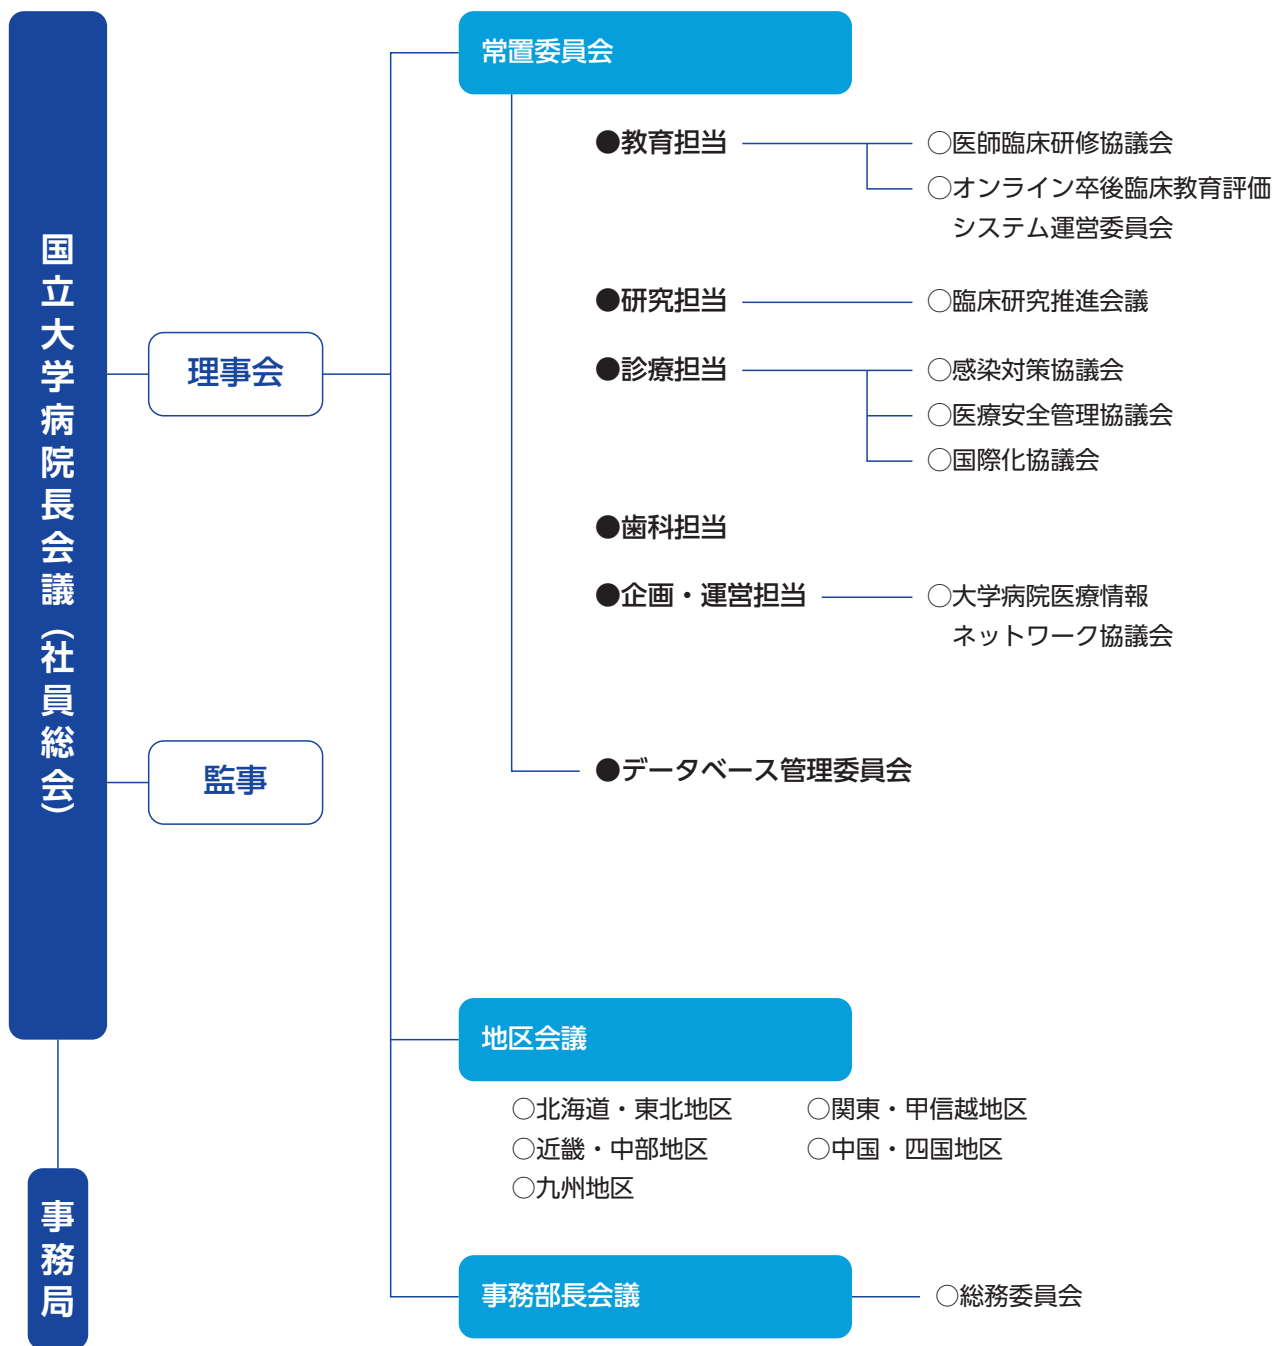 国立大学病院長会議（社員総会）
事務局
理事会
監事
常置委員会
●教育担当
○医師臨床研修協議会
○オンライン卒後臨床教育評価
システム運営委員会
●研究担当
○臨床研究推進会議
●診療担当
○感染対策協議会
○医療安全管理協議会
○国際化協議会
●歯科担当
●企画・運営担当
○大学病院医療情報
ネットワーク協議会
●データベース管理委員会
地区会議
○北海道・東北地区
○関東・甲信越地区
○近畿・中部地区
○中国・四国地区
○九州地区
事務部長会議
○総務委員会